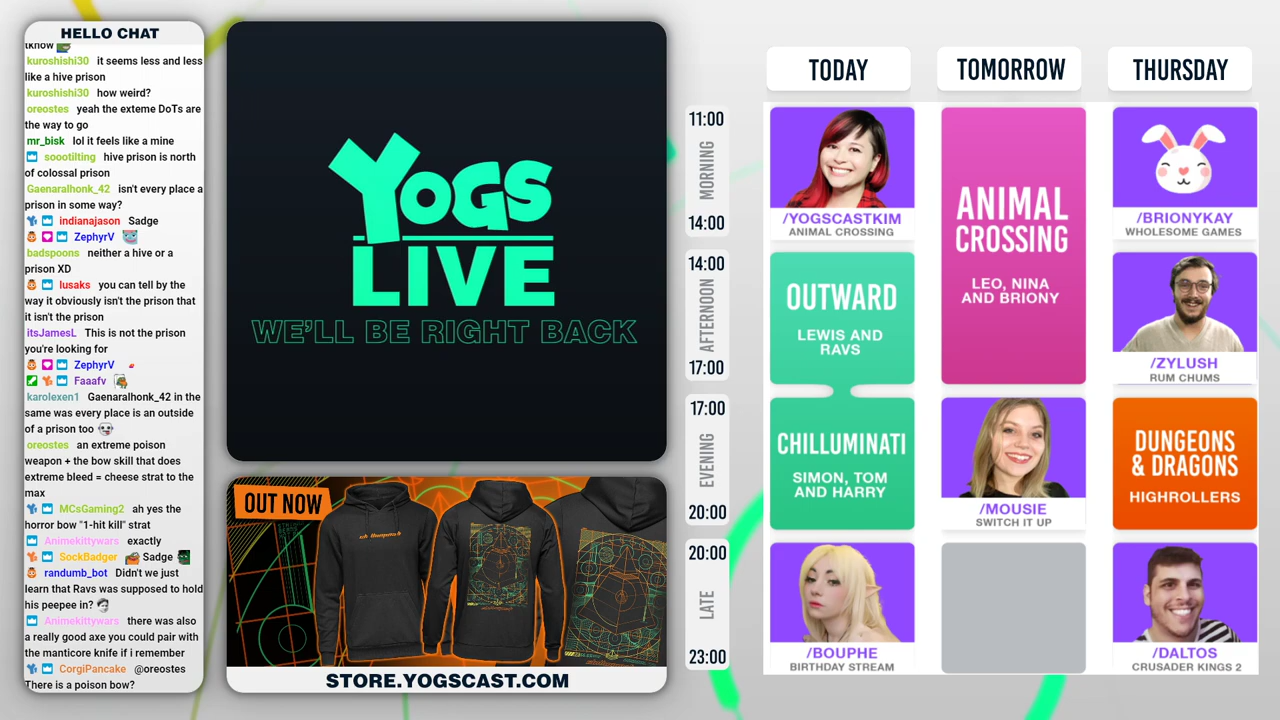 HELLO CHAT
tknow
kuroshishi30 it seems less and less
like a hive prison
kuroshishi30 how weird?
oreostes yeah the exteme DoTs are
the way to go
mr_bisk lol it feels like a mine
soootilting hive prison is north
of colossal prison
Gaenaralhonk_42 isn't every place a
prison in some way?
indianajason Sadge
ZephyrV
badspoons neither a hive or a
prison XD
lusaks you can tell by the
way it obviously isn't the prison that
it isn't the prison
itsJamesL This is not the prison
you're looking for
ZephyrV
Faaafv
karolexen1 Gaenaralhonk_42 in the
same was every place is an outside
of a prison too
oreostes an extreme poison
weapon + the bow skill that does
extreme bleed = cheese strat to the
max
MCsGaming2 ah yes the
horror bow "1-hit kill" strat
Animekittywars exactly
SockBadger Sadge
randumb_bot Didn't we just
learn that Ravs was supposed to hold
his peepee in?
Animekittywars there was also
a really good axe you could pair with
the manticore knife if i remember
CorgiPancake @oreostes
There is a poison bow?
YOGS
LIVE
WE'LL BE RIGHT BACK
OUT NOW
STORE.YOGSCAST.COM
11:00
MORNING
14:00
14:00
AFTERNOON
17:00
17:00
EVENING
20:00
20:00
LATE
23:00
TODAY
/YOGSCASTKIM
ANIMAL CROSSING
OUTWARD
LEWIS AND
RAVS
CHILLUMINATI
SIMON, TOM
AND HARRY
/BOUPHE
BIRTHDAY STREAM
TOMORROW
ANIMAL
CROSSING
LEO, NINA
AND BRIONY
/MOUSIE
SWITCH IT UP
THURSDAY
/BRIONYKAY
WHOLESOME GAMES
/ZYLUSH
RUM CHUMS
DUNGEONS
& DRAGONS
HIGHROLLERS
/DALTOS
CRUSADER KINGS 2